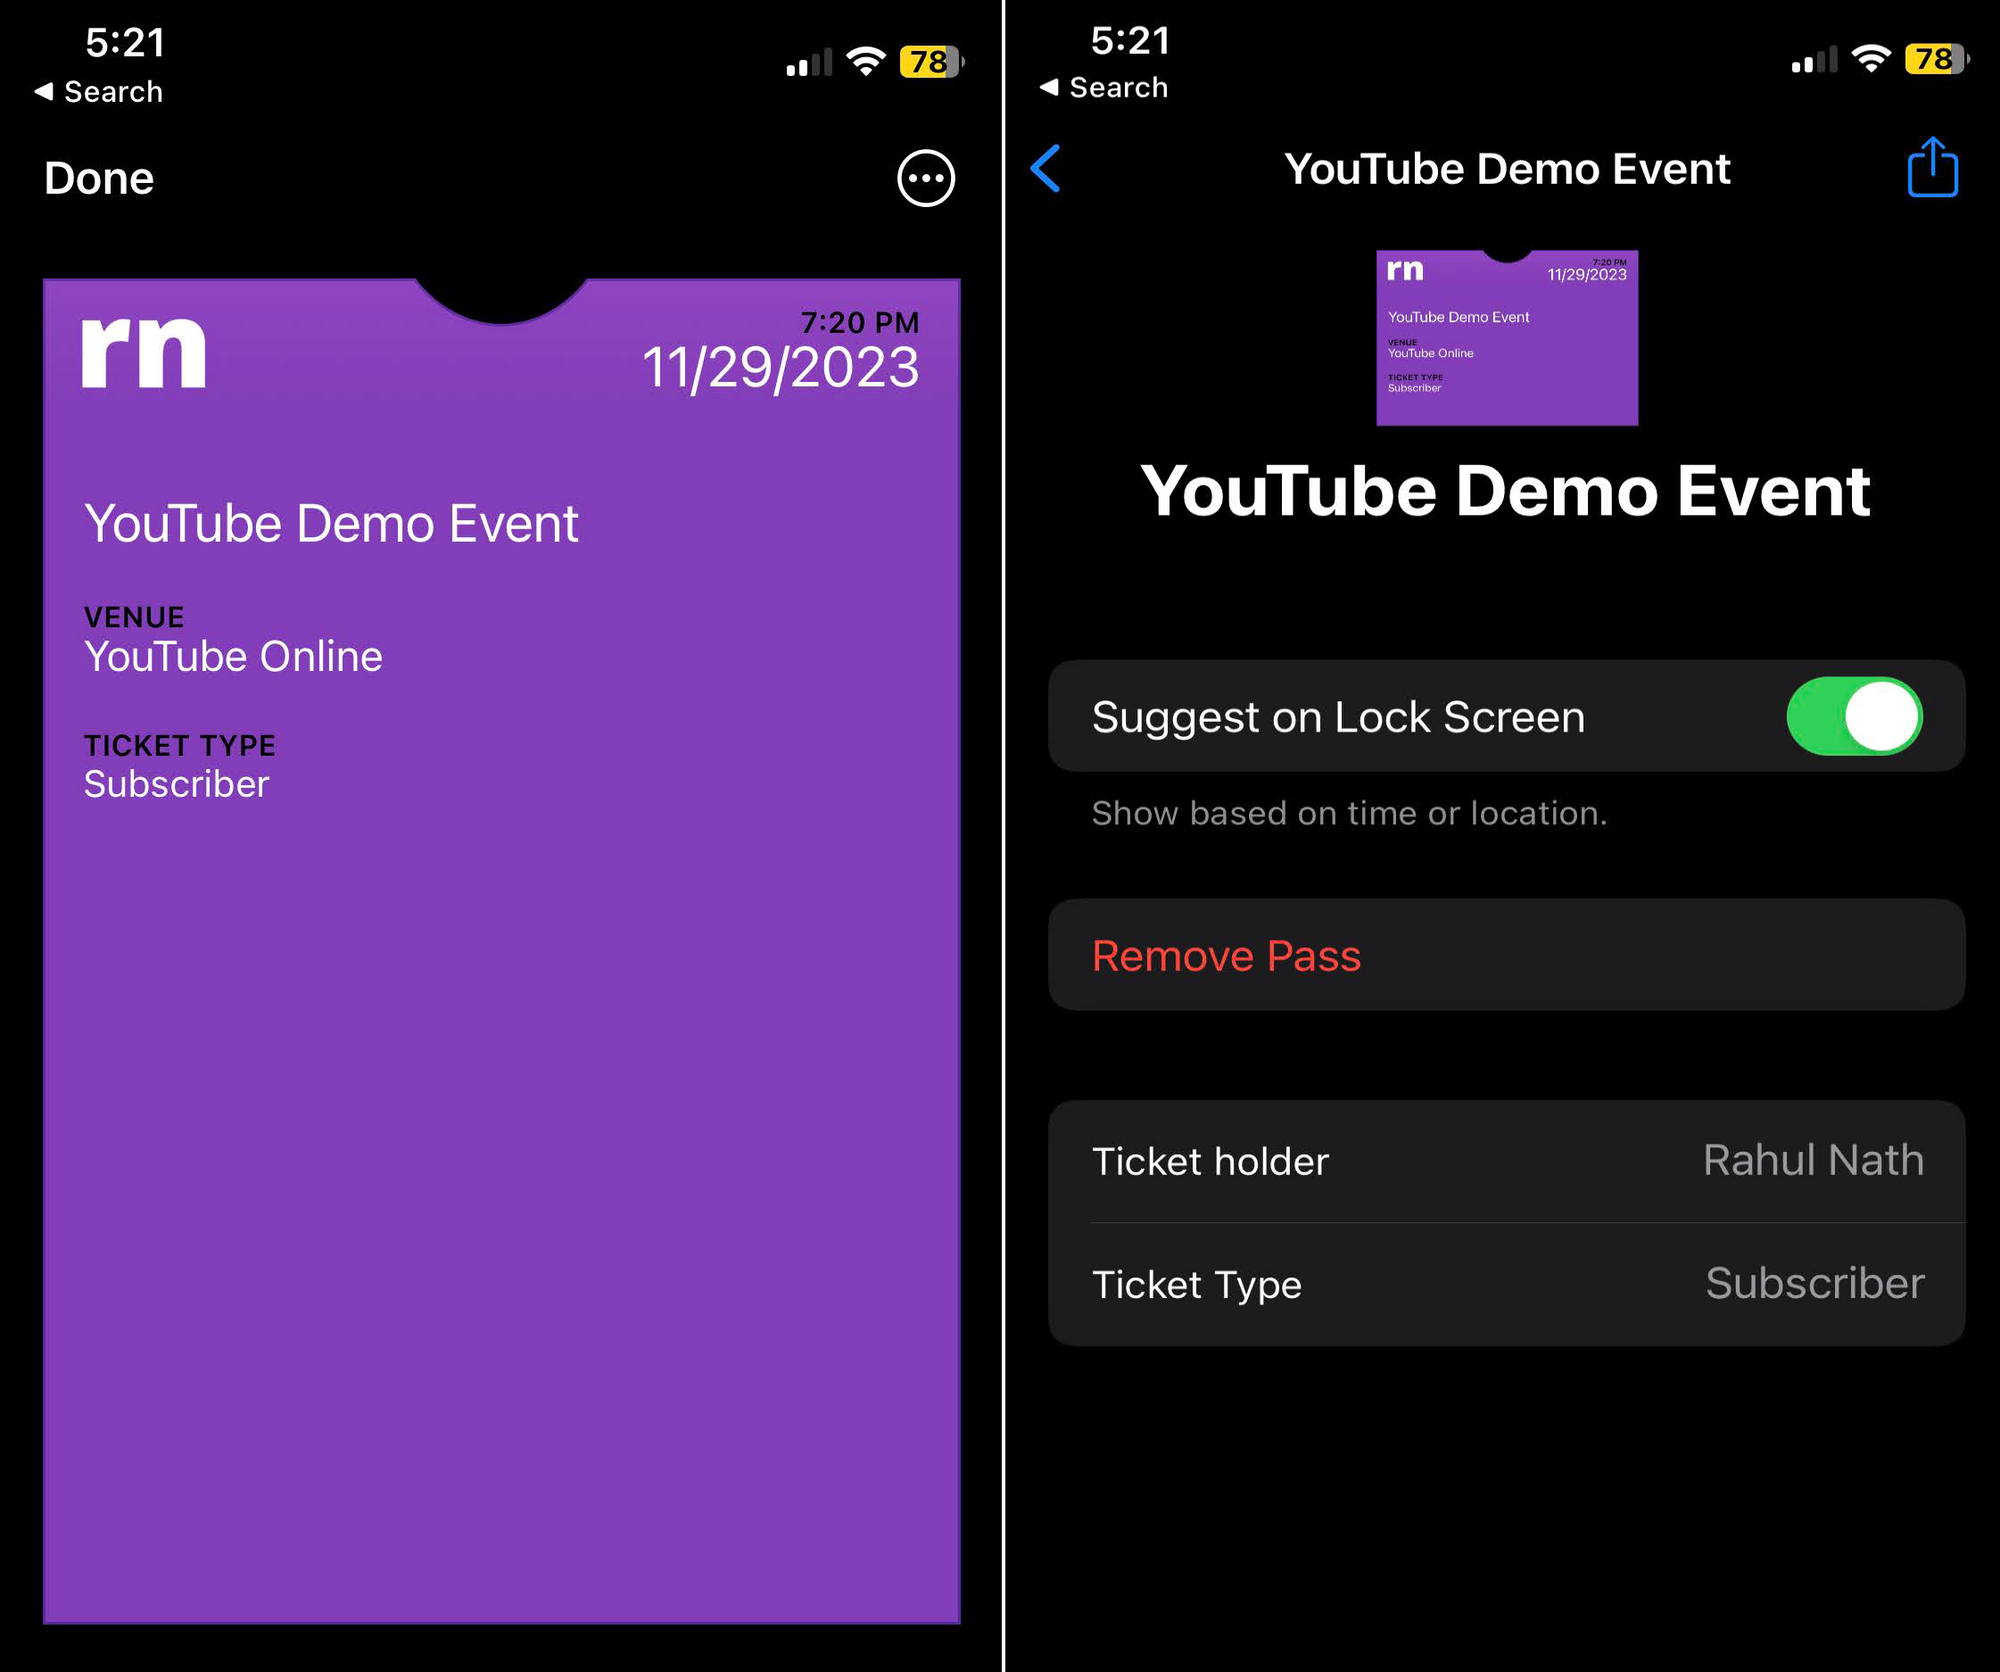 5:21
78
◀ Search
Done
rn
7:20 PM
11/29/2023
YouTube Demo Event
VENUE
YouTube Online
TICKET TYPE
Subscriber
5:21
78
◀ Search
YouTube Demo Event
rn
7:20 PM
11/29/2023
YouTube Demo Event
VENUE
YouTube Online
TICKET TYPE
Subscriber
YouTube Demo Event
Suggest on Lock Screen
Show based on time or location.
Remove Pass
Ticket holder Rahul Nath
Ticket Type Subscriber